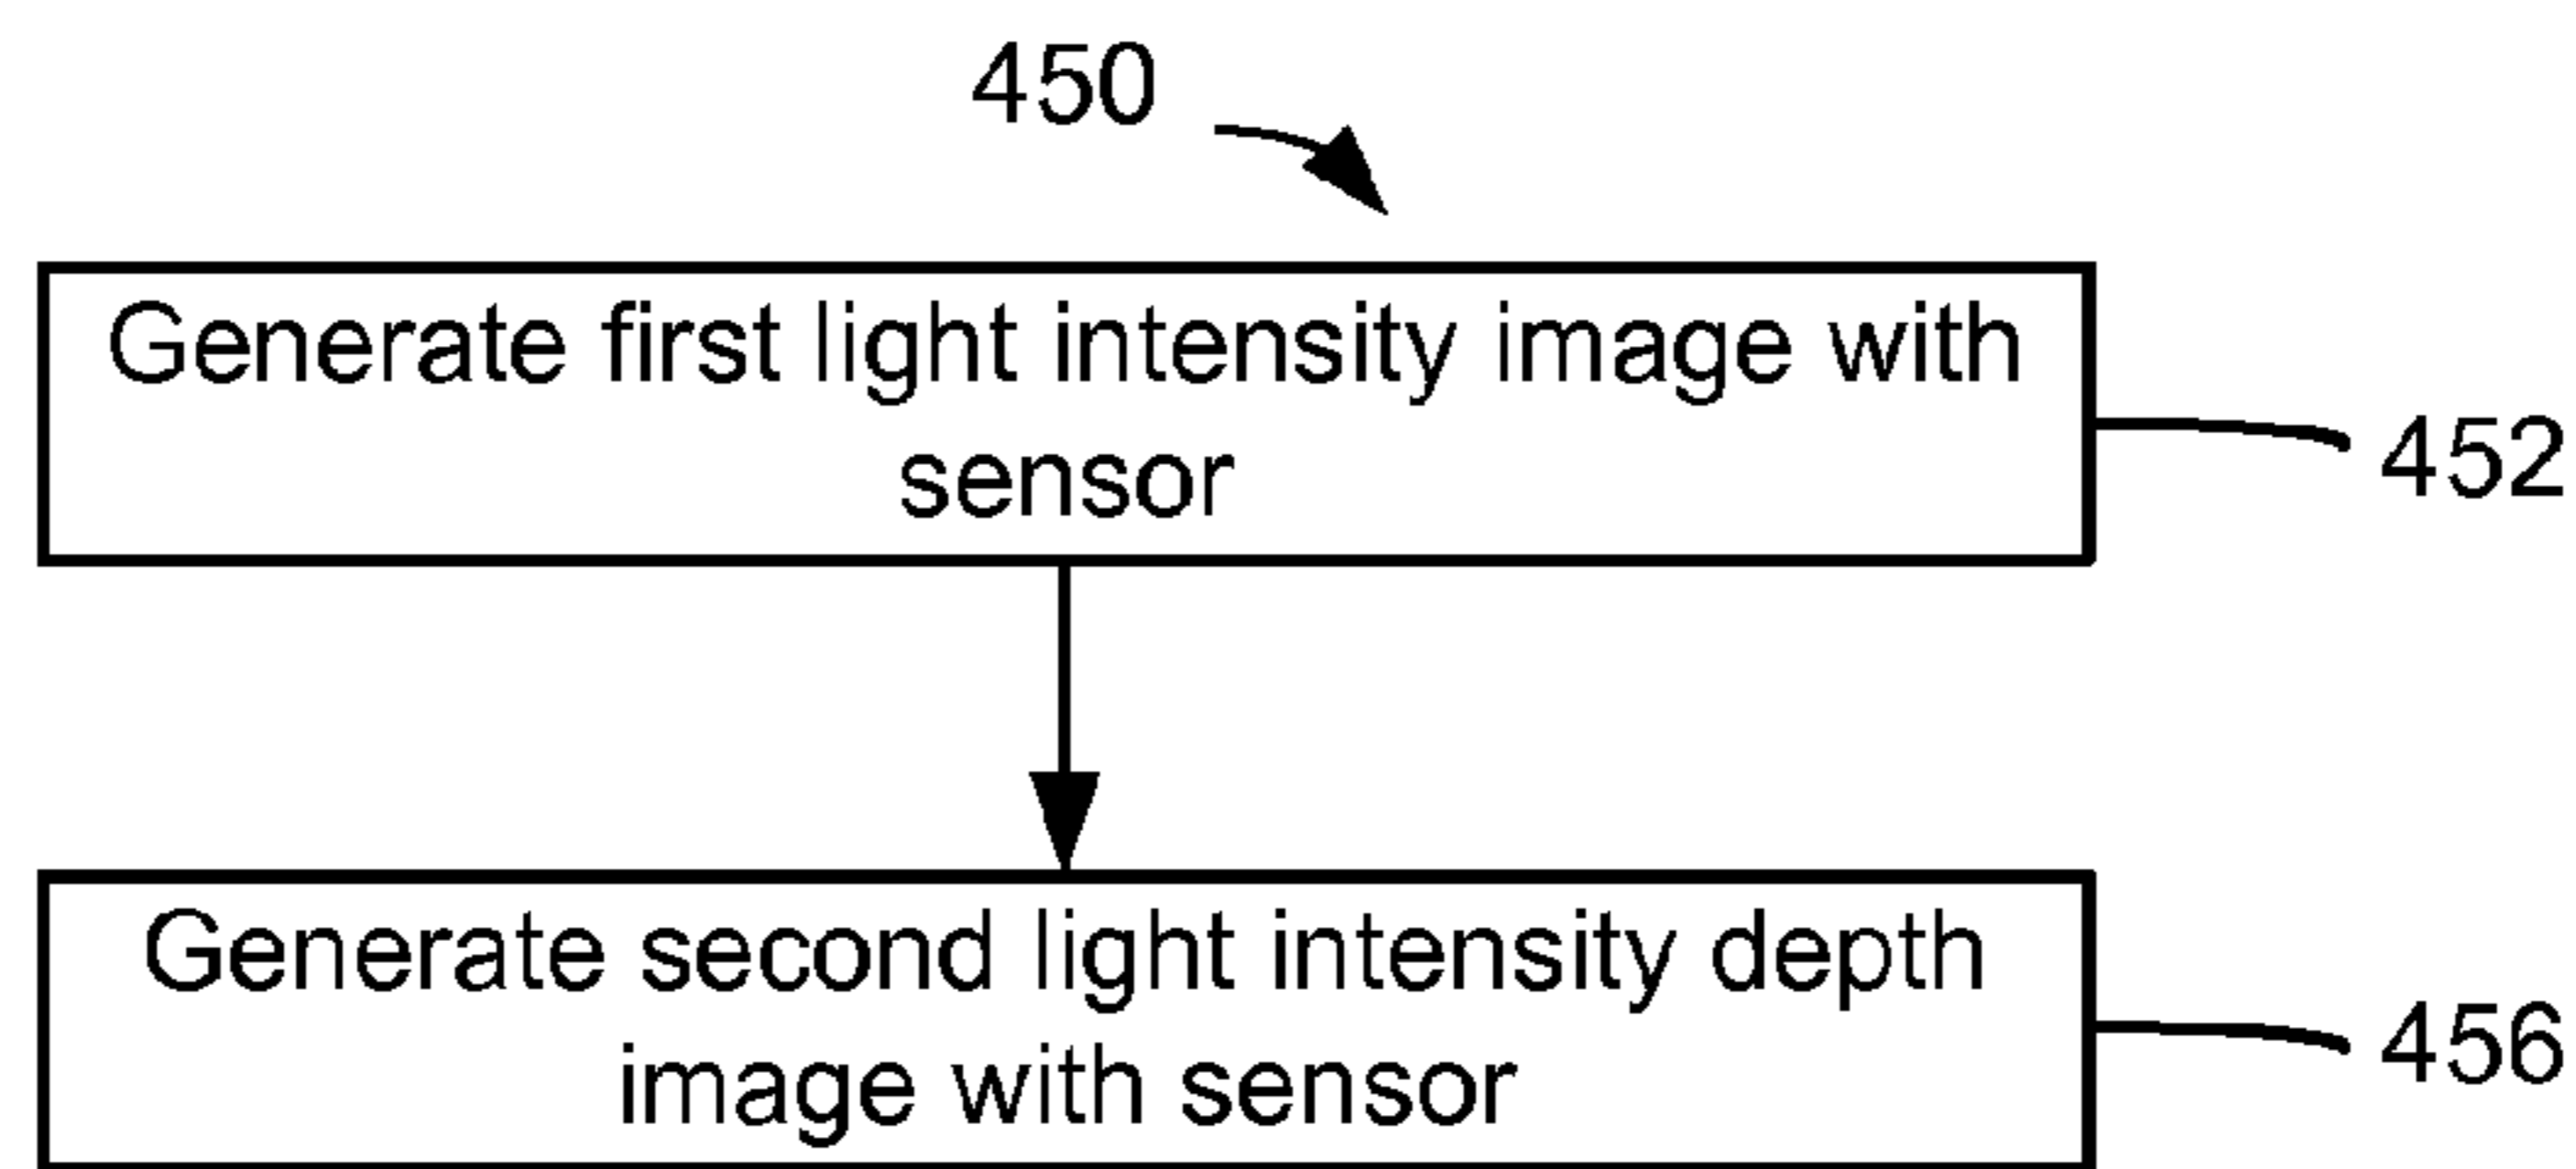 450
Generate first light intensity image with
sensor
452
Generate second light intensity depth
image with sensor
456